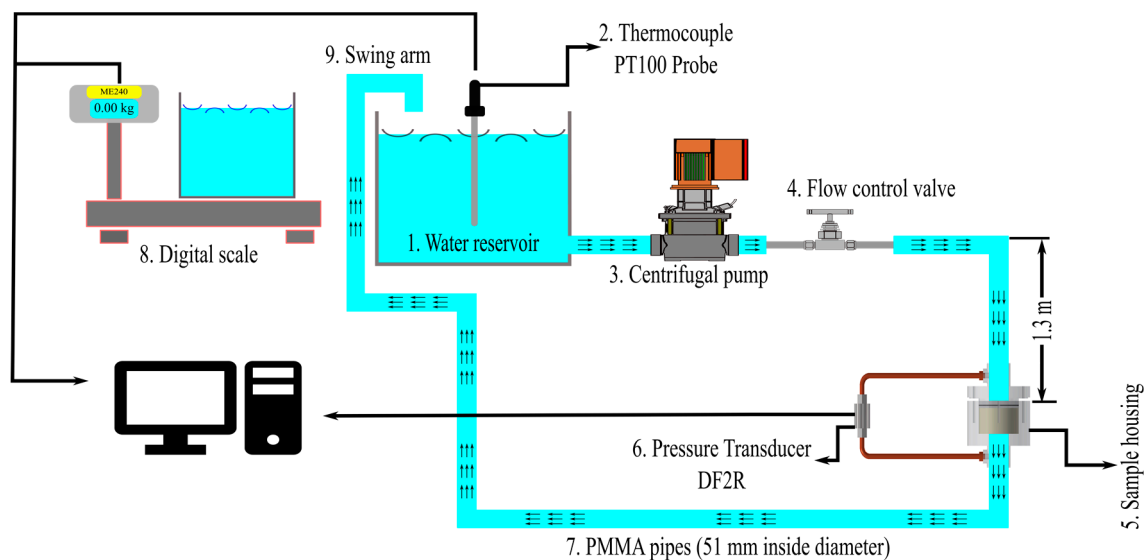 2. Thermocouple
PT100 Probe
9. Swing arm
ME240
0.00 kg
4. Flow control valve
1. Water reservoir
8. Digital scale
3. Centrifugal pump
1.3 m
6. Pressure Transducer
DF2R
5. Sample housing
7. PMMA pipes (51 mm inside diameter)